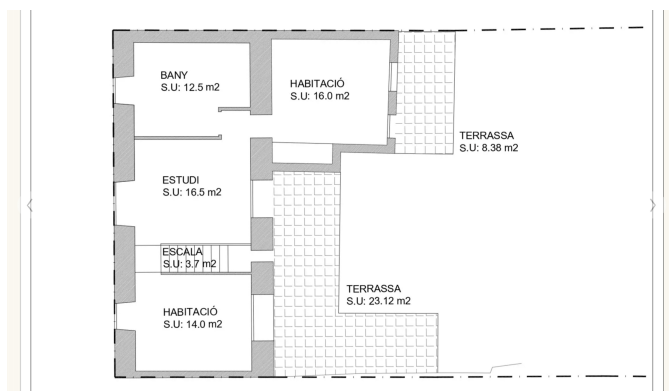 BANY
S.U: 12.5 m2
HABITACIÓ
S.U: 16.0 m2
TERRASSA
S.U: 8.38 m2
ESTUDI
S.U: 16.5 m2
ESCALA
S.U: 3.7 m2
TERRASSA
S.U: 23.12 m2
HABITACIÓ
S.U: 14.0 m2